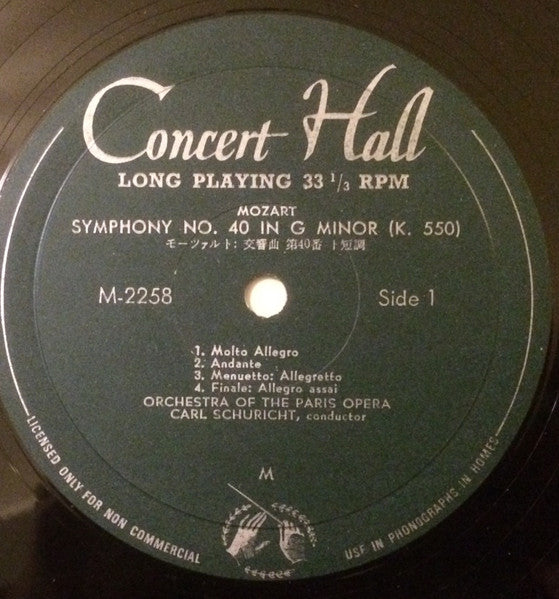 Concert Hall
LONG PLAYING 33 1/3 RPM
MOZART
SYMPHONY NO. 40 IN G MINOR (K. 550)
モーツァルト: 交響曲 第40番 ト短調
M-2258
Side 1
1. Molto Allegro
2. Andante
3. Menuetto: Allegretto
4. Finale: Allegro assai
ORCHESTRA OF THE PARIS OPERA
CARL SCHURICHT, conductor
M
LICENSED ONLY FOR NON COMMERCIAL
USE IN PHONOGRAPHS IN HOMES